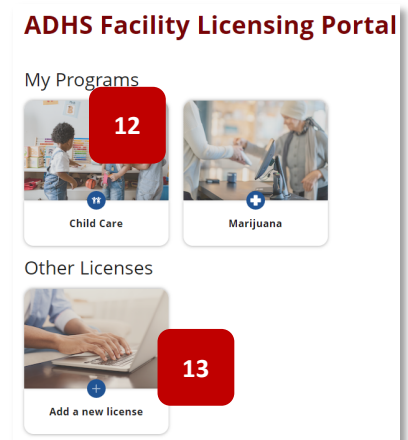 ADHS Facility Licensing Portal
My Programs
12
Child Care
Marijuana
Other Licenses
13
Add a new license